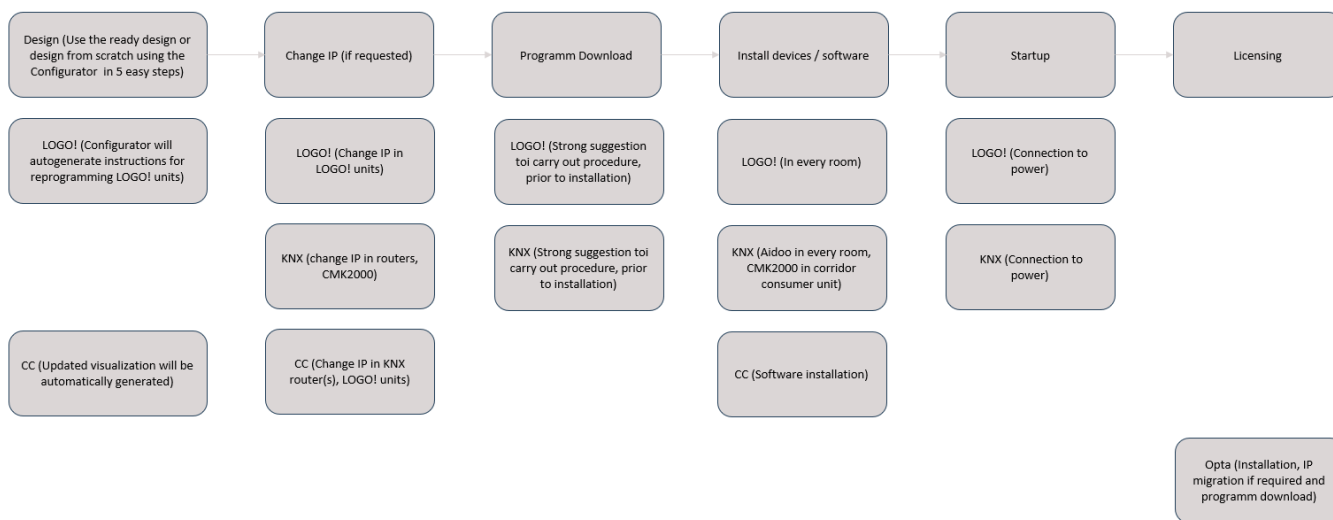 Design (Use the ready design or
design from scratch using the
Configurator in 5 easy steps)
Change IP (if requested)
Programm Download
Install devices / software
Startup
Licensing
LOGO! (Configurator will
autogenerate instructions for
reprogramming LOGO! units)
LOGO! (Change IP in
LOGO! units)
LOGO! (Strong suggestion
toi carry out procedure,
prior to installation)
LOGO! (In every room)
LOGO! (Connection to
power)
KNX (change IP in routers,
CMK2000)
KNX (Strong suggestion toi
carry out procedure, prior
to installation)
KNX (Aidoo in every room,
CMK2000 in corridor
consumer unit)
KNX (Connection to
power)
CC (Updated visualization will be
automatically generated)
CC (Change IP in KNX
router(s), LOGO! units)
CC (Software installation)
Opta (Installation, IP
migration if required and
programm download)